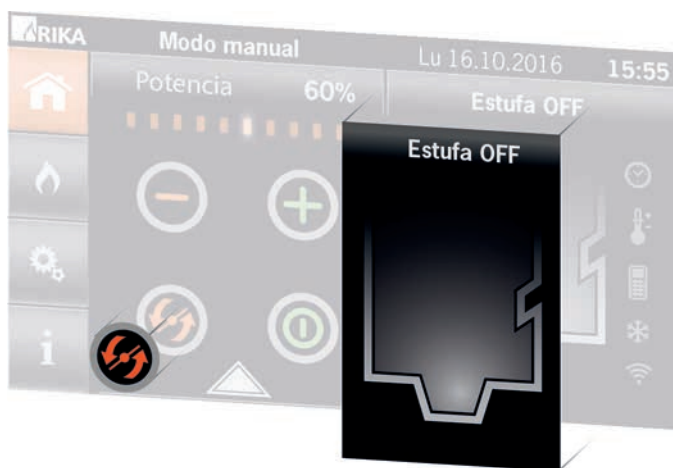 RIKA
Modo manual
Lu 16.10.2016
15:55
Potencia 60%
Estufa OFF
Estufa OFF
i